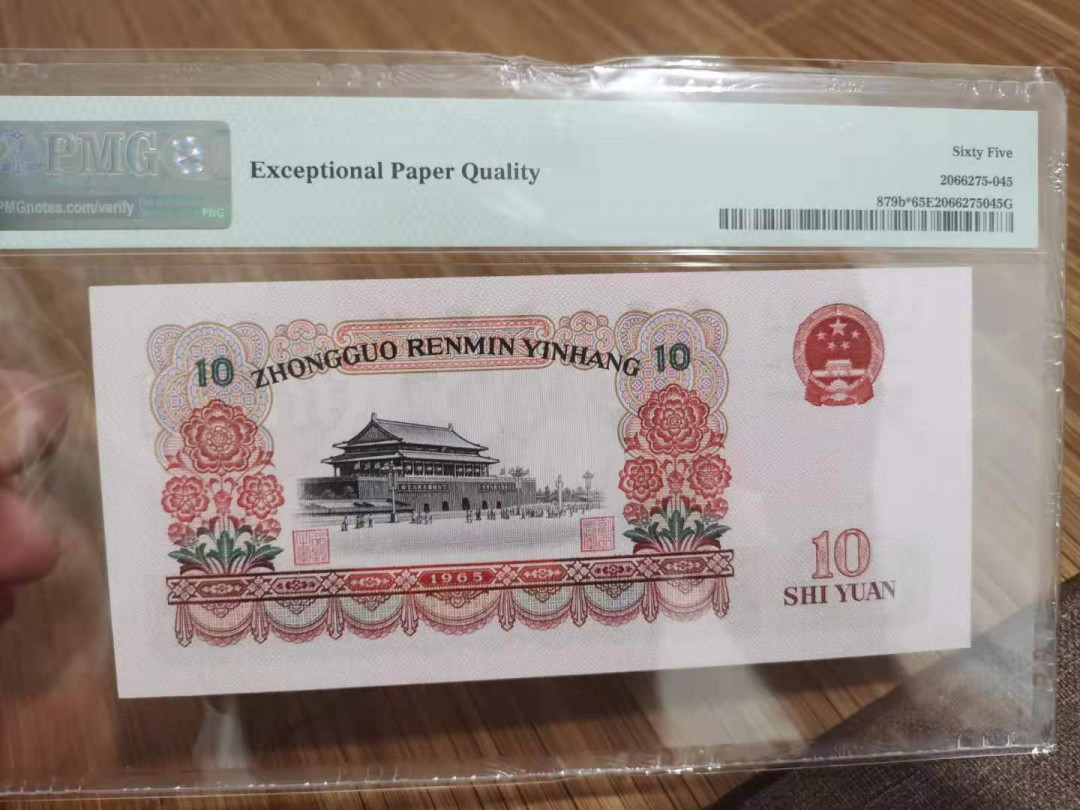 PMG
PMGnotes.com/verify
PMG
Exceptional Paper Quality
Sixty Five
2066275-045
879b*65E2066275045G
10 ZHONGGUO RENMIN YINHANG 10
1965
10
SHI YUAN